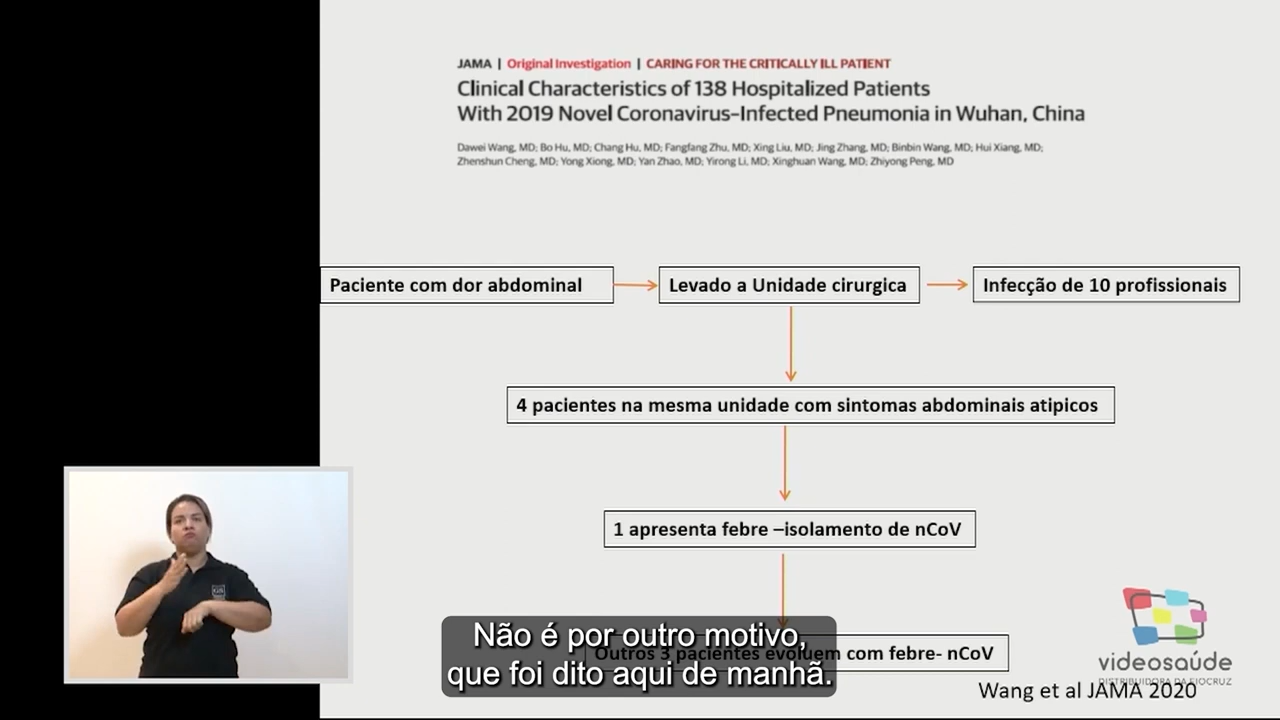 JAMA | Original Investigation | CARING FOR THE CRITICALLY ILL PATIENT
Clinical Characteristics of 138 Hospitalized Patients
With 2019 Novel Coronavirus–Infected Pneumonia in Wuhan, China
Dawei Wang, MD; Bo Hu, MD; Chang Hu, MD; Fangfang Zhu, MD; Xing Liu, MD; Jing Zhang, MD; Binbin Wang, MD; Hui Xiang, MD;
Zhenshun Cheng, MD; Yong Xiong, MD; Yan Zhao, MD; Yirong Li, MD; Xinghuan Wang, MD; Zhiyong Peng, MD
Paciente com dor abdominal
Levado a Unidade cirurgica
Infecção de 10 profissionais
4 pacientes na mesma unidade com sintomas abdominais atipicos
1 apresenta febre –isolamento de nCoV
Outros 3 pacientes evoluem com febre- nCoV
Não é por outro motivo,
que foi dito aqui de manhã.
videosaúde
DISTRIBUIDORA DA FIOCRUZ
Wang et al JAMA 2020